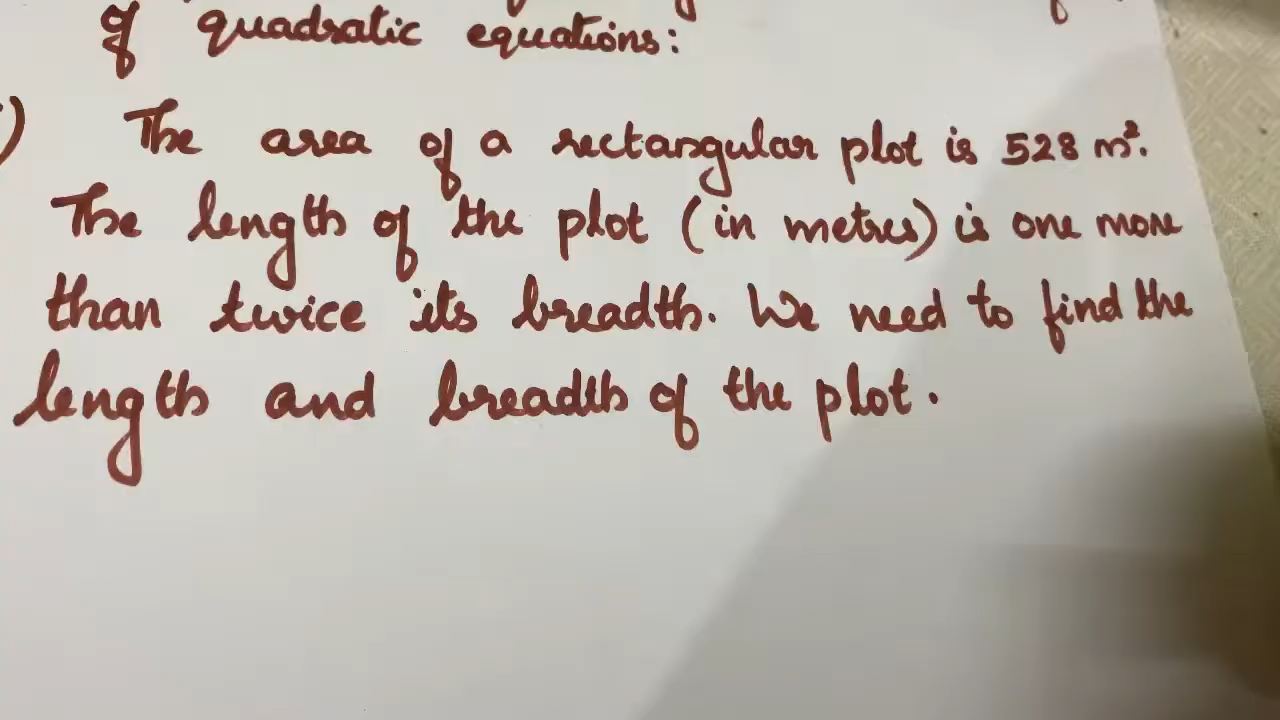 of quadratic equations:
The area of a rectangular plot is 528 m².
The length of the plot (in metres) is one more
than twice its breadth. We need to find the
length and breadth of the plot.